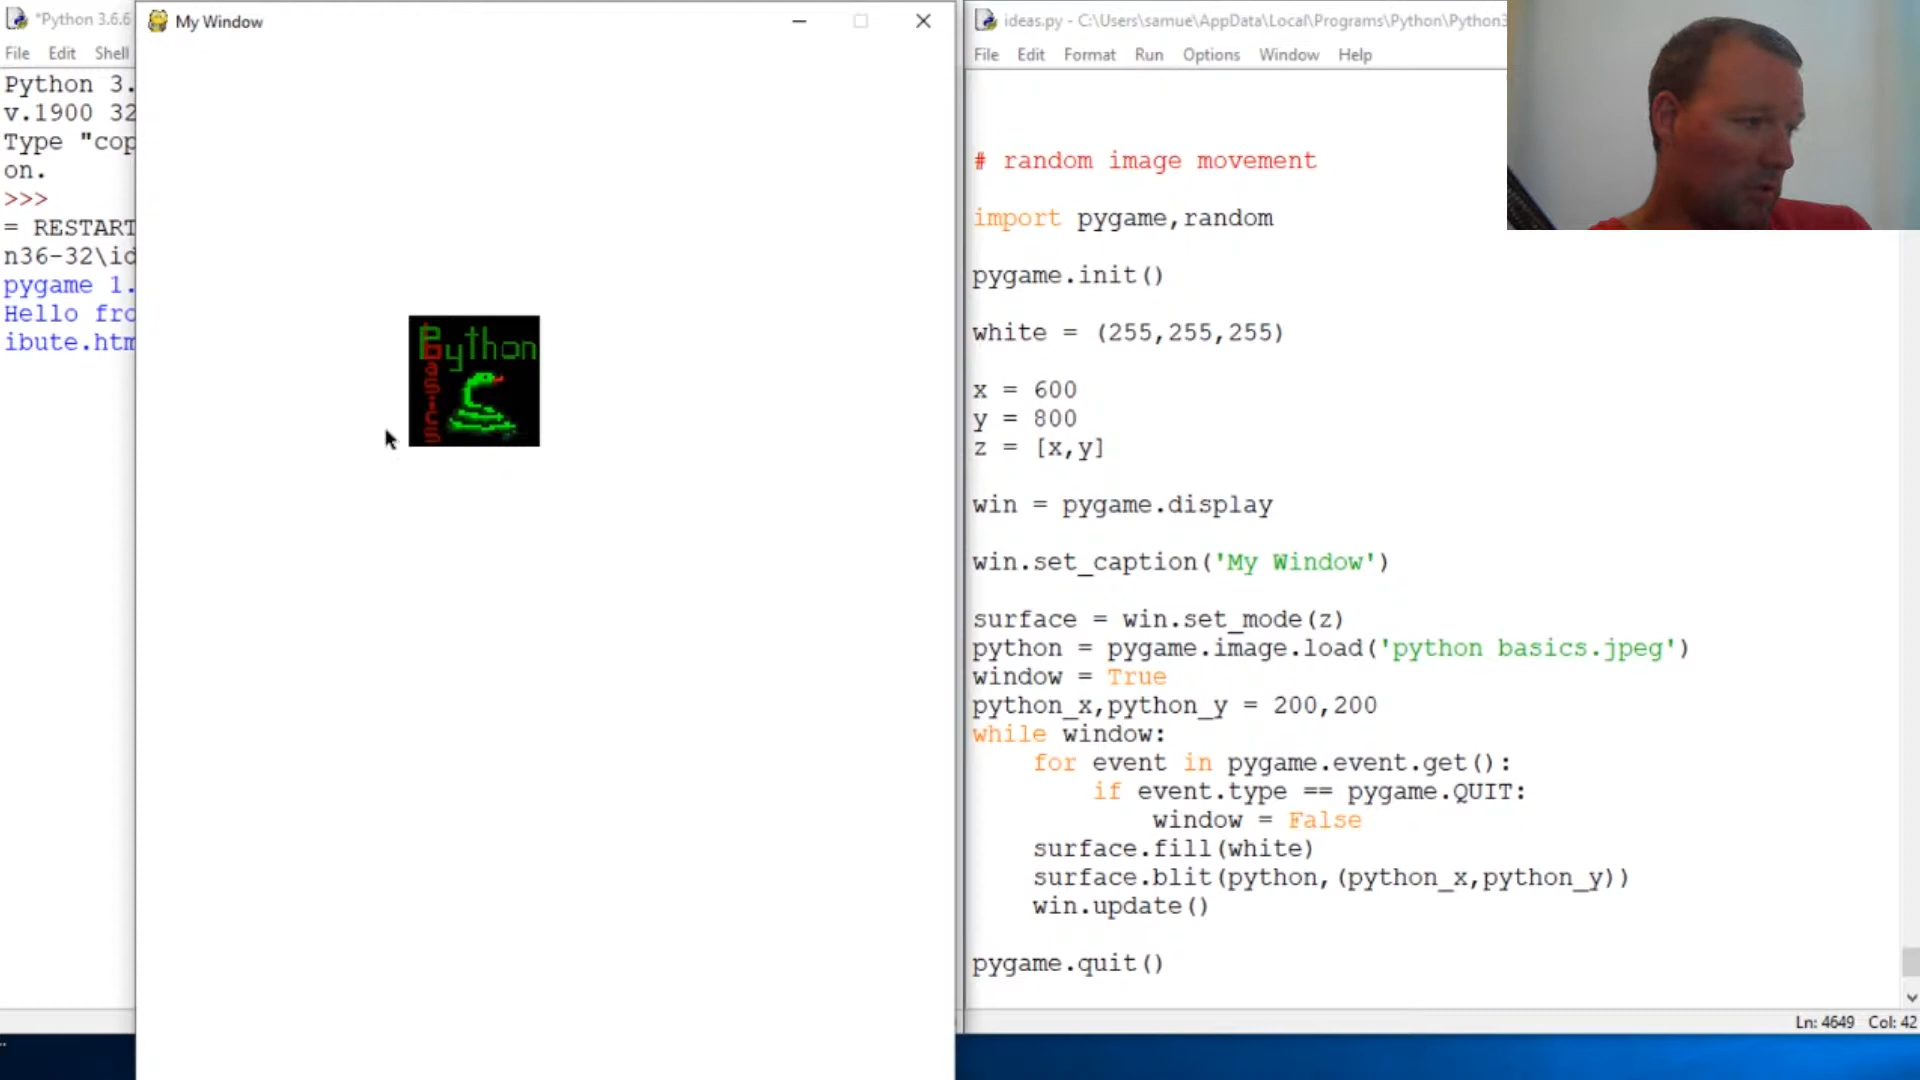 *Python 3.6.6
File Edit Shell
Python 3.
v.1900 32
Type "cop
on.
>>>
= RESTART
n36-32\id
pygame 1.
Hello fro
ibute.htm
My Window
Python
basics
ideas.py - C:\Users\samue\AppData\Local\Programs\Python\Python3
File Edit Format Run Options Window Help
# random image movement
import pygame,random
pygame.init()
white = (255,255,255)
x = 600
y = 800
z = [x,y]
win = pygame.display
win.set_caption('My Window')
surface = win.set_mode(z)
python = pygame.image.load('python basics.jpeg')
window = True
python_x,python_y = 200,200
while window:
for event in pygame.event.get():
if event.type == pygame.QUIT:
window = False
surface.fill(white)
surface.blit(python,(python_x,python_y))
win.update()
pygame.quit()
Ln: 4649 Col: 42